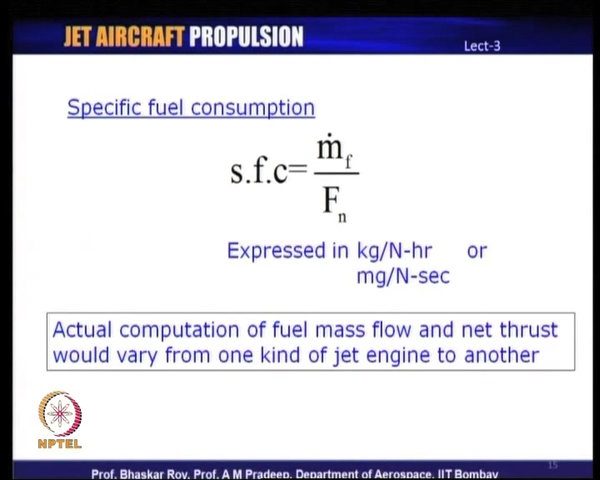 JET AIRCRAFT PROPULSION
Lect-3
Specific fuel consumption
s.f.c= ṁf / Fn
Expressed in kg/N-hr or
mg/N-sec
Actual computation of fuel mass flow and net thrust
would vary from one kind of jet engine to another
NPTEL
15
Prof. Bhaskar Roy, Prof. A M Pradeep, Department of Aerospace, IIT Bombay